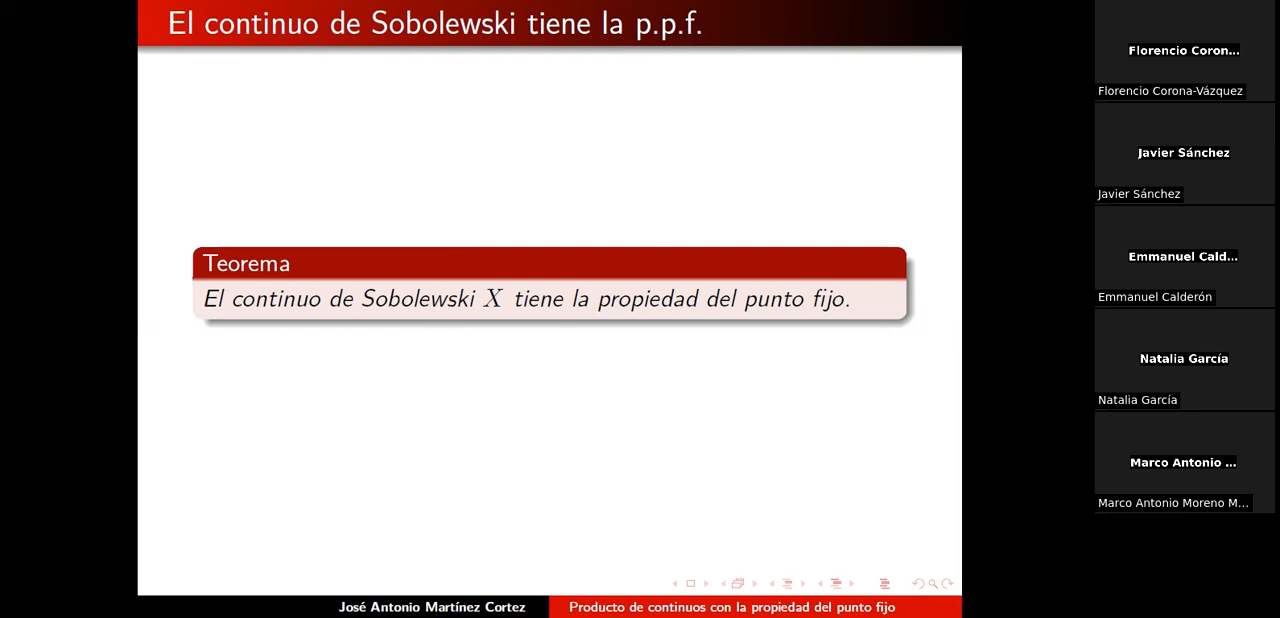 El continuo de Sobolewski tiene la p.p.f.
Teorema
El continuo de Sobolewski X tiene la propiedad del punto fijo.
José Antonio Martínez Cortez
Producto de continuos con la propiedad del punto fijo
Florencio Coron...
Florencio Corona-Vázquez
Javier Sánchez
Javier Sánchez
Emmanuel Cald...
Emmanuel Calderón
Natalia García
Natalia García
Marco Antonio ...
Marco Antonio Moreno M...